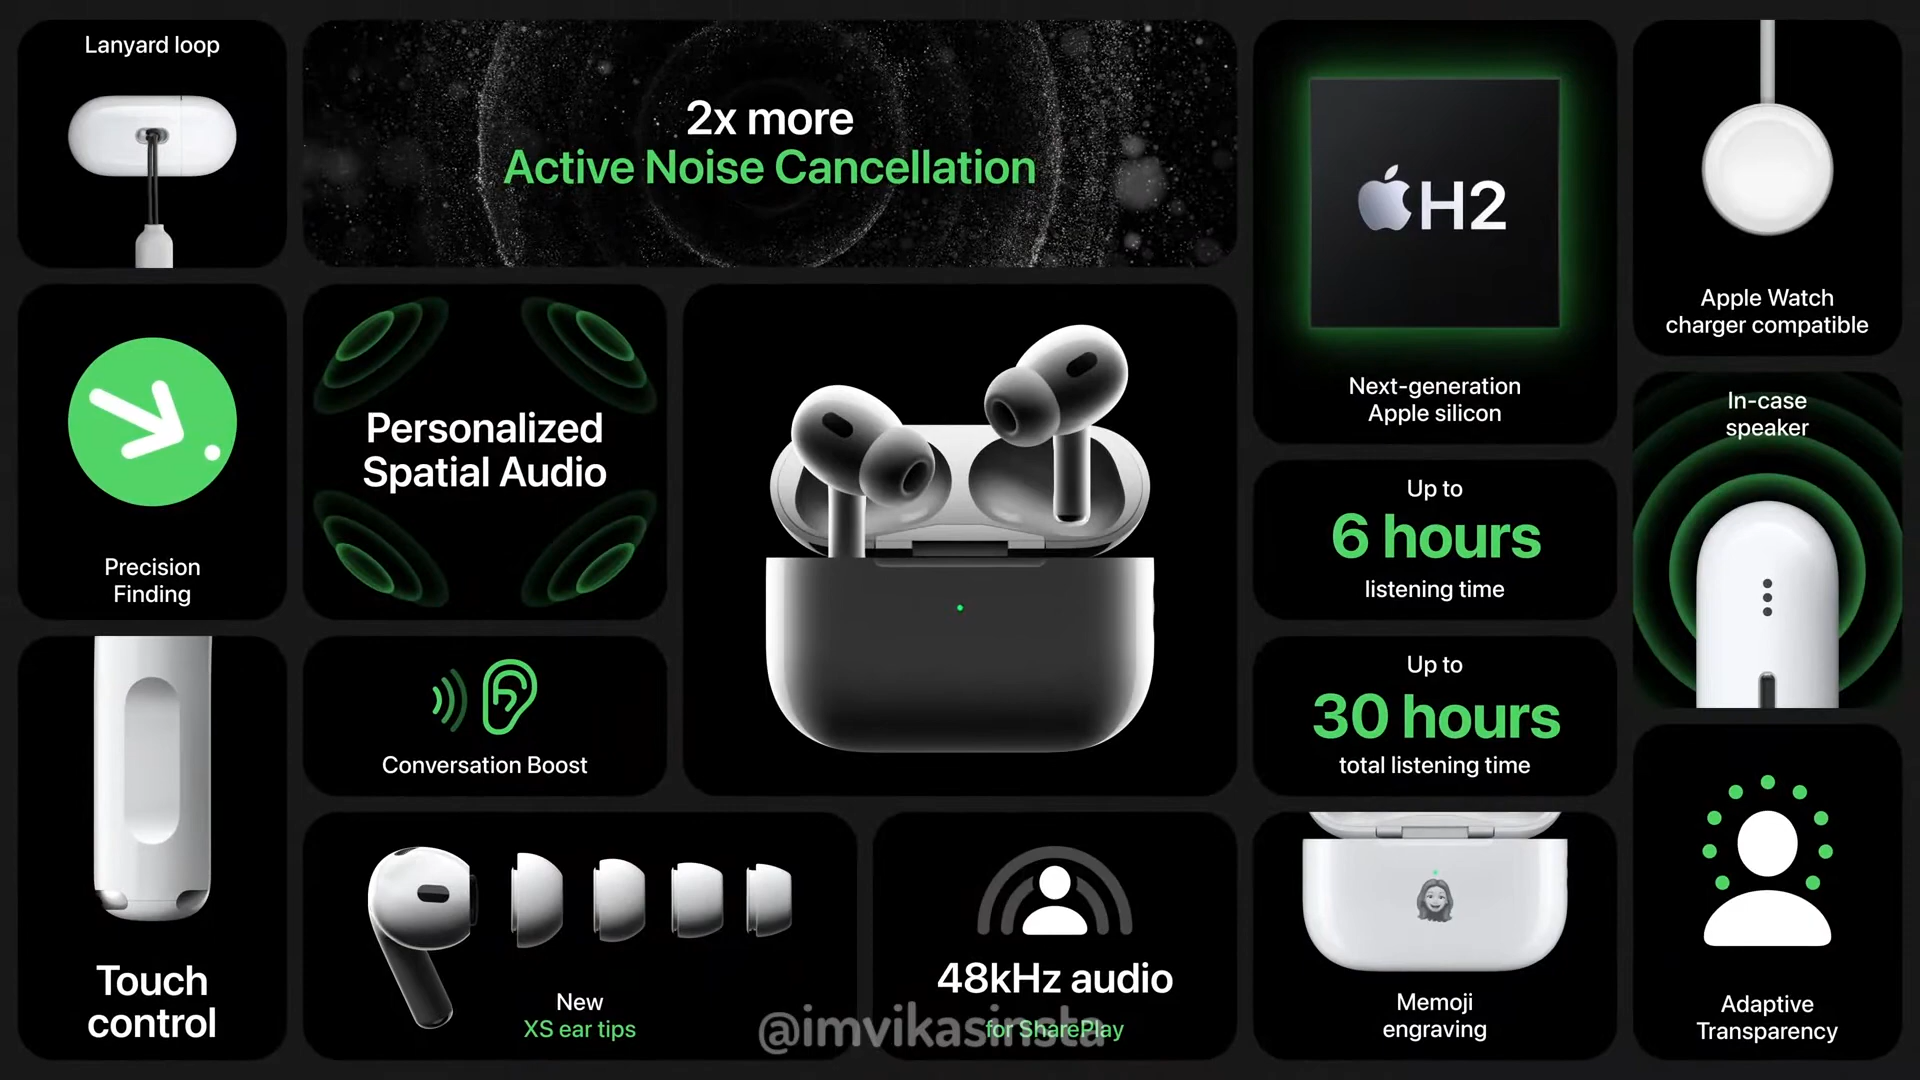 Lanyard loop
2x more
Active Noise Cancellation
H2
Next-generation
Apple silicon
Apple Watch
charger compatible
Precision
Finding
Personalized
Spatial Audio
In-case
speaker
Up to
6 hours
listening time
Up to
30 hours
total listening time
Touch
control
Conversation Boost
New
XS ear tips
48kHz audio
for SharePlay
@imvikasinsta
Memoji
engraving
Adaptive
Transparency